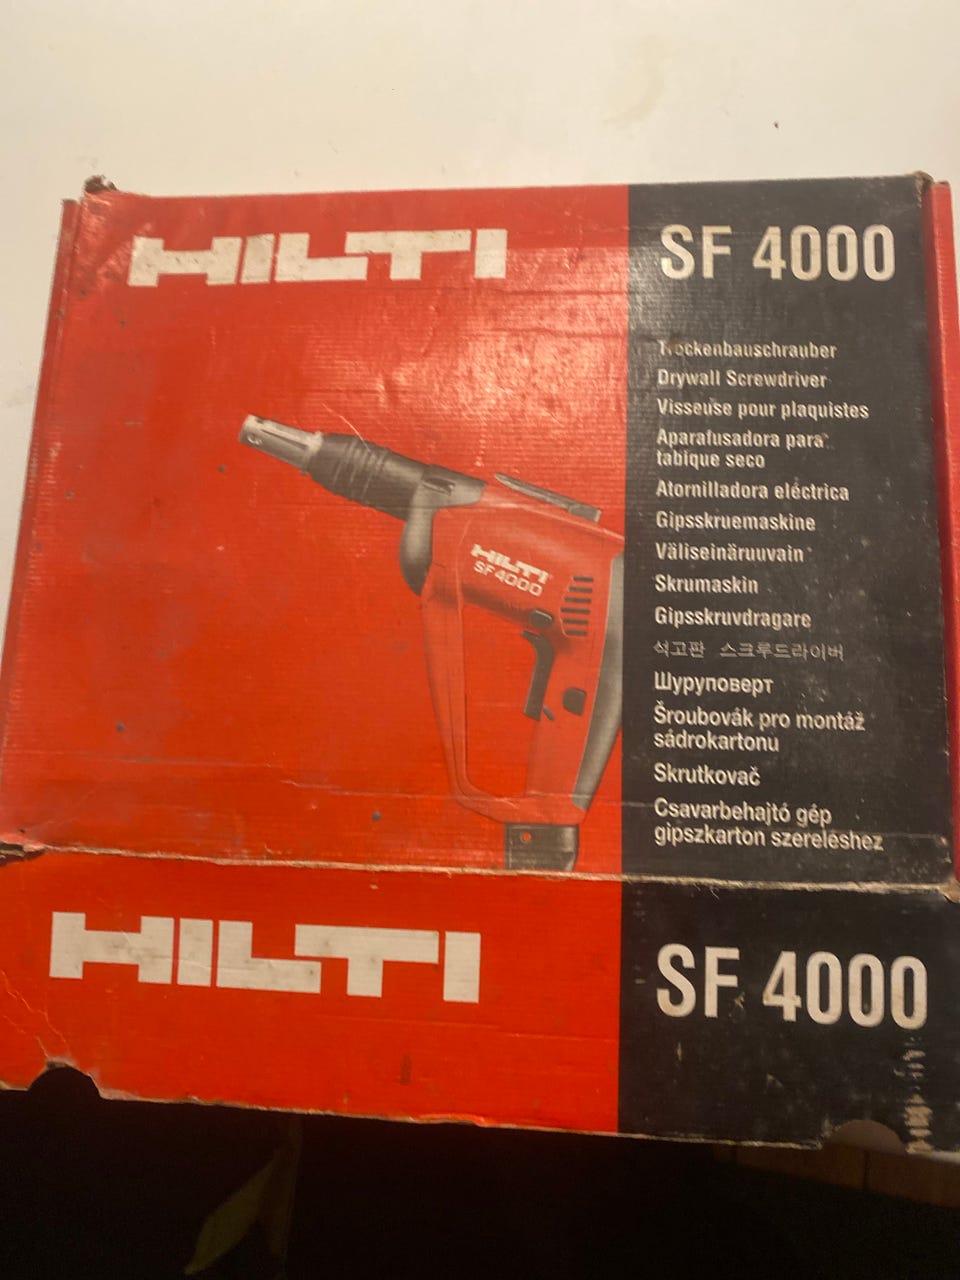 HILTI
SF 4000
Trockenbauschrauber
Drywall Screwdriver
Visseuse pour plaquistes
Aparafusadora para
tabique seco
Atornilladora eléctrica
Gipsskruemaskine
Väliseinäruuvain
Skrumaskin
Gipsskruvdragare
석고판 스크루드라이버
Шуруповерт
Šroubovák pro montáž
sádrokartonu
Skrutkovač
Csavarbehajtó gép
gipszkarton szereléshez
HILTI
SF 4000
HILTI
SF 4000